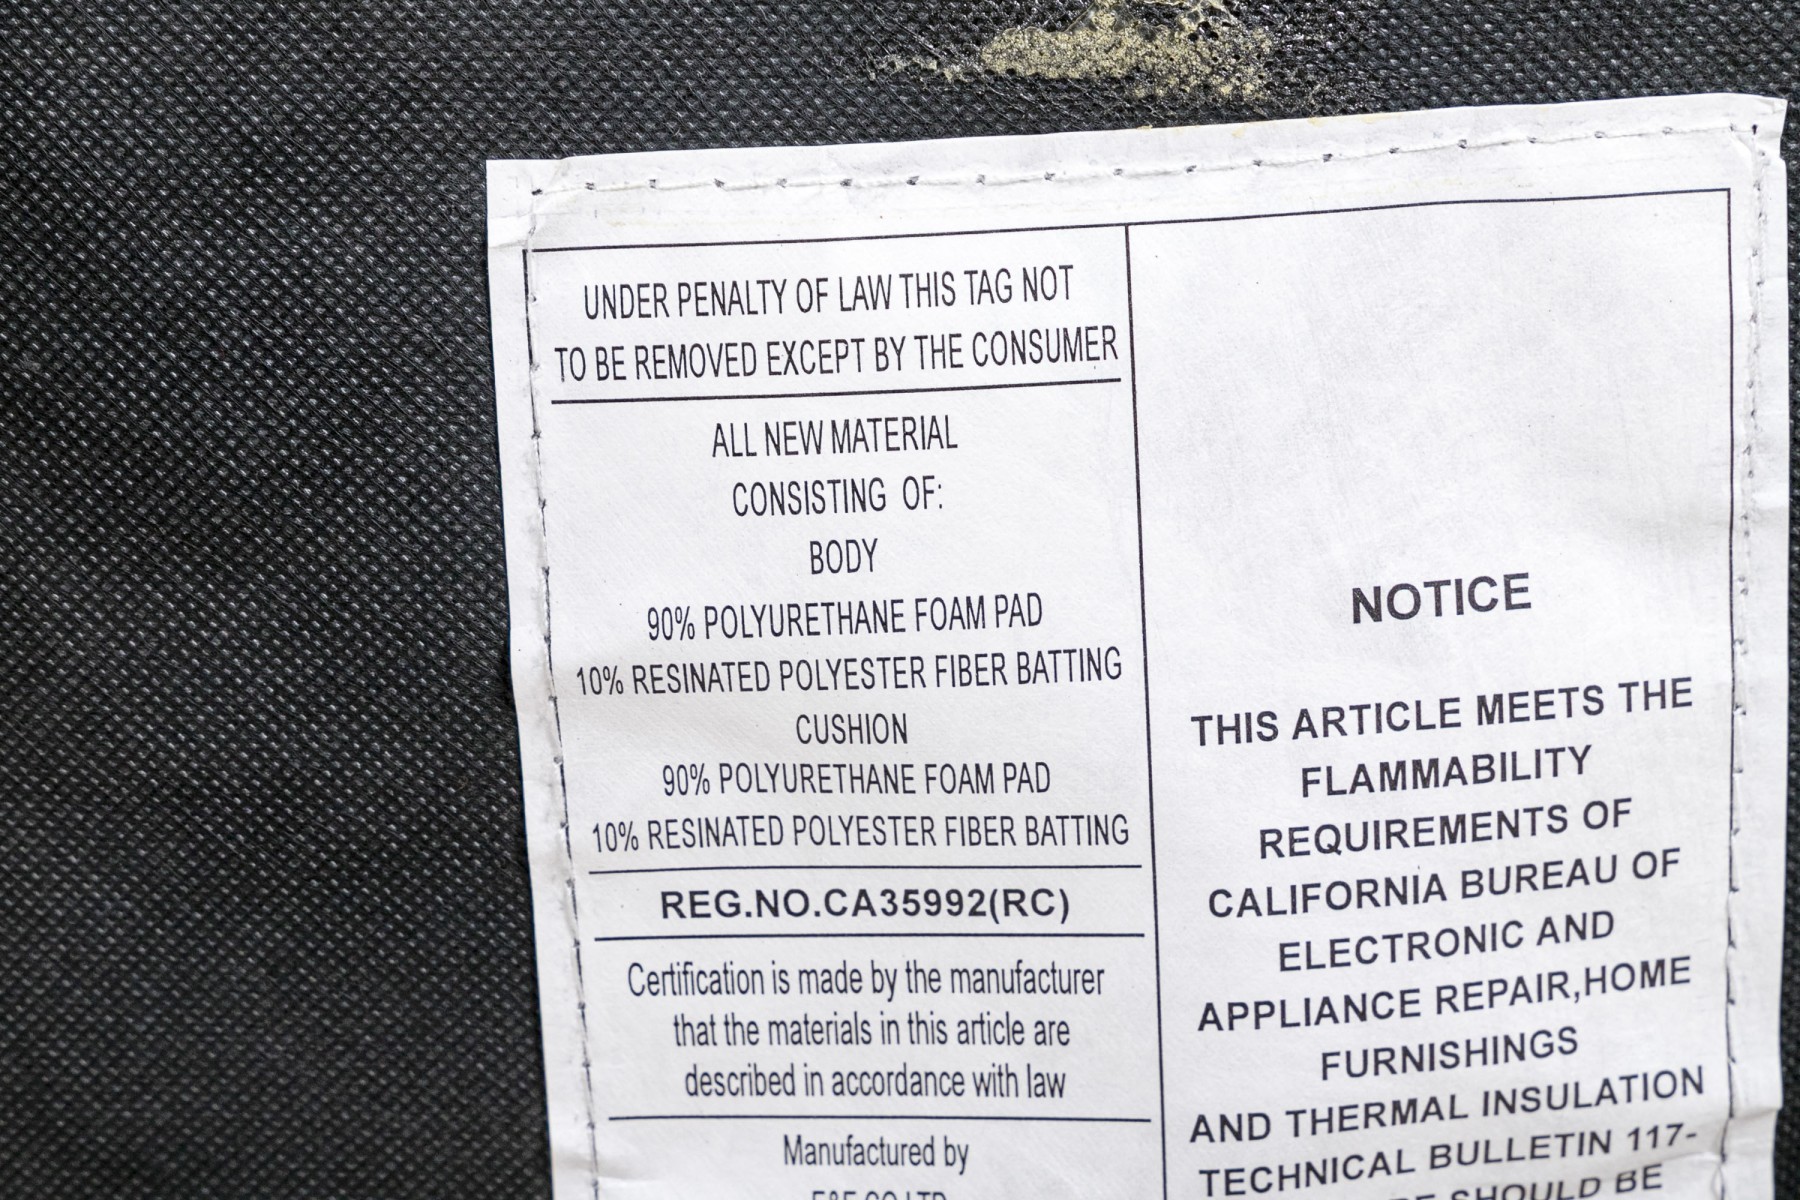 UNDER PENALTY OF LAW THIS TAG NOT
TO BE REMOVED EXCEPT BY THE CONSUMER
ALL NEW MATERIAL
CONSISTING OF:
BODY
90% POLYURETHANE FOAM PAD
10% RESINATED POLYESTER FIBER BATTING
CUSHION
90% POLYURETHANE FOAM PAD
10% RESINATED POLYESTER FIBER BATTING
REG.NO.CA35992(RC)
Certification is made by the manufacturer
that the materials in this article are
described in accordance with law
Manufactured by
NOTICE
THIS ARTICLE MEETS THE
FLAMMABILITY
REQUIREMENTS OF
CALIFORNIA BUREAU OF
ELECTRONIC AND
APPLIANCE REPAIR,HOME
FURNISHINGS
AND THERMAL INSULATION
TECHNICAL BULLETIN 117-
SHOULD BE